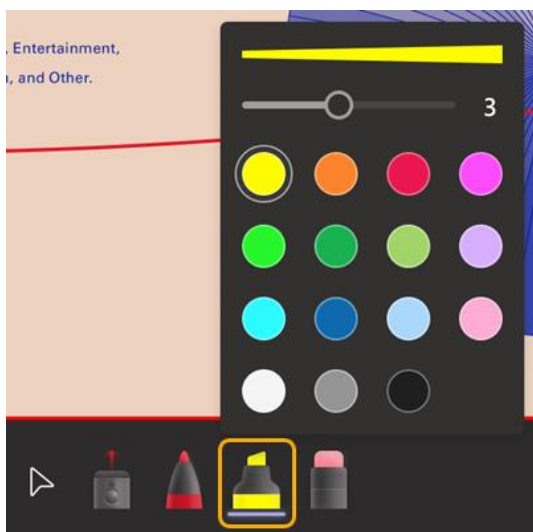 , Entertainment,
, and Other.
3